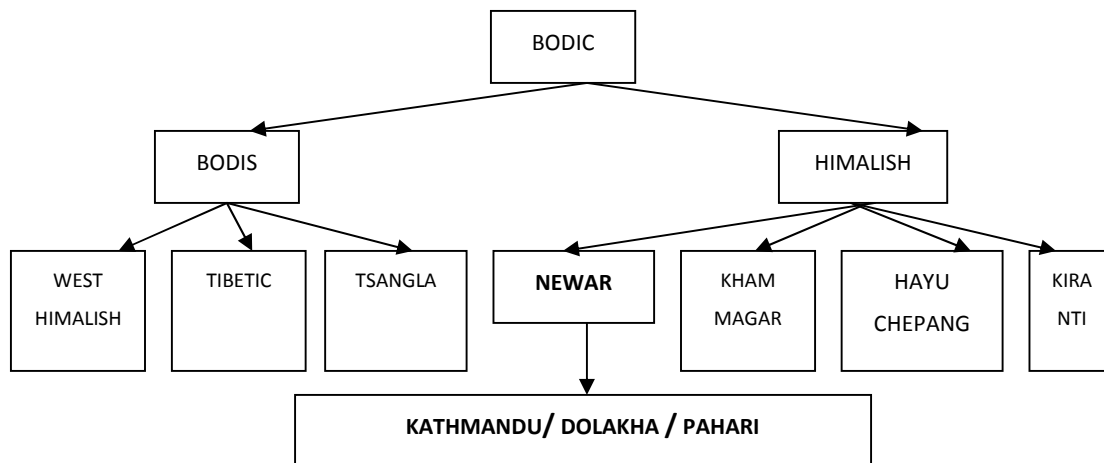 BODIC
BODIS
HIMALISH
WEST
HIMALISH
TIBETIC
TSANGLA
NEWAR
KHAM
MAGAR
HAYU
CHEPANG
KIRA
NTI
KATHMANDU/ DOLAKHA / PAHARI